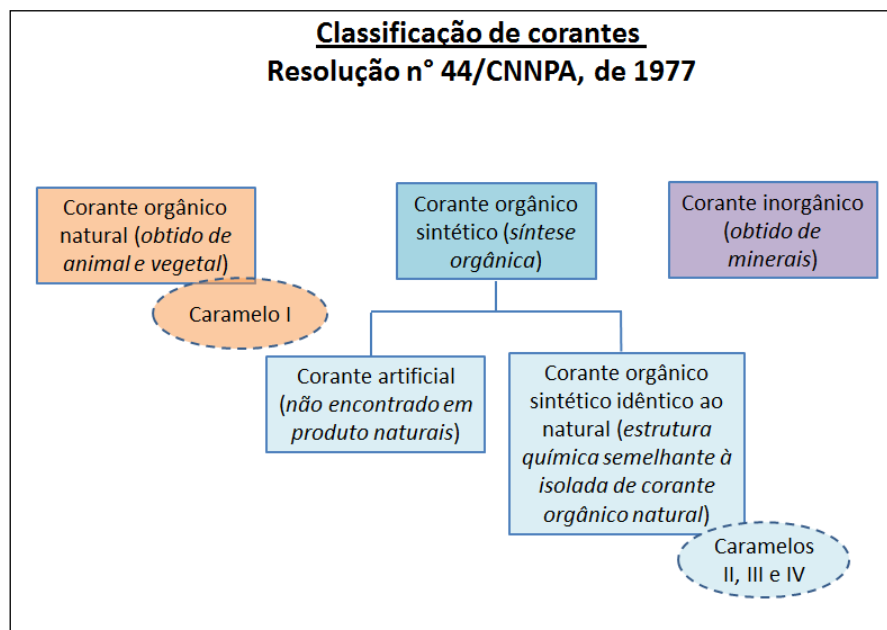 Classificação de corantes
Resolução n° 44/CNNPA, de 1977
Corante orgânico
natural (obtido de
animal e vegetal)
Caramelo I
Corante orgânico
sintético (síntese
orgânica)
Corante inorgânico
(obtido de
minerais)
Corante artificial
(não encontrado em
produto naturais)
Corante orgânico
sintético idêntico ao
natural (estrutura
química semelhante à
isolada de corante
orgânico natural)
Caramelos
II, III e IV